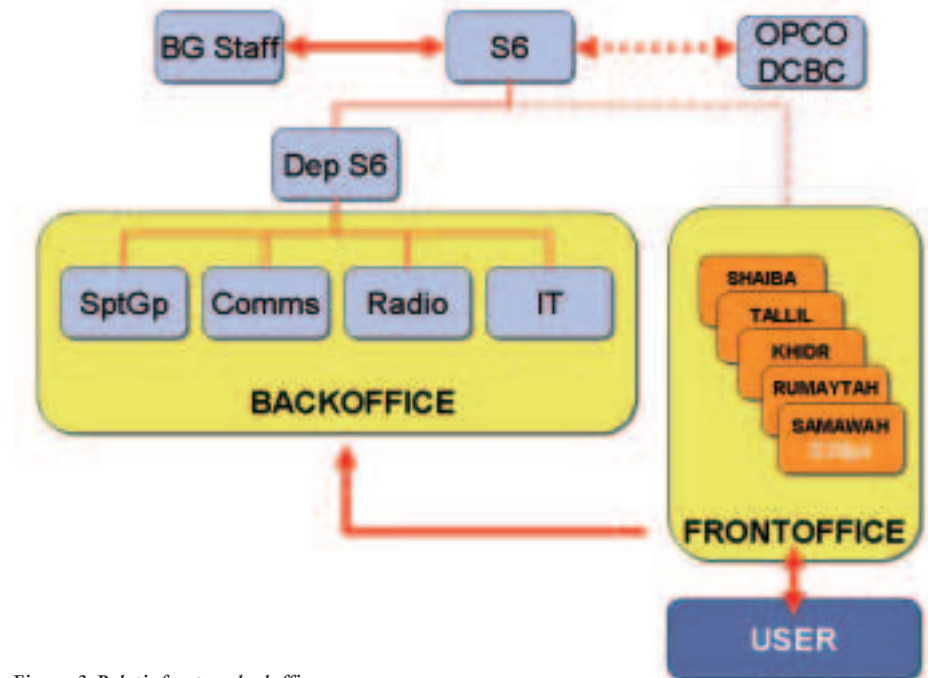 BG Staff
S6
OPCO
DCBC
Dep S6
SptGp
Comms
Radio
IT
BACKOFFICE
SHAIBA
TALLIL
KHIDR
RUMAYTAH
SAMAWAH
FRONTOFFICE
USER